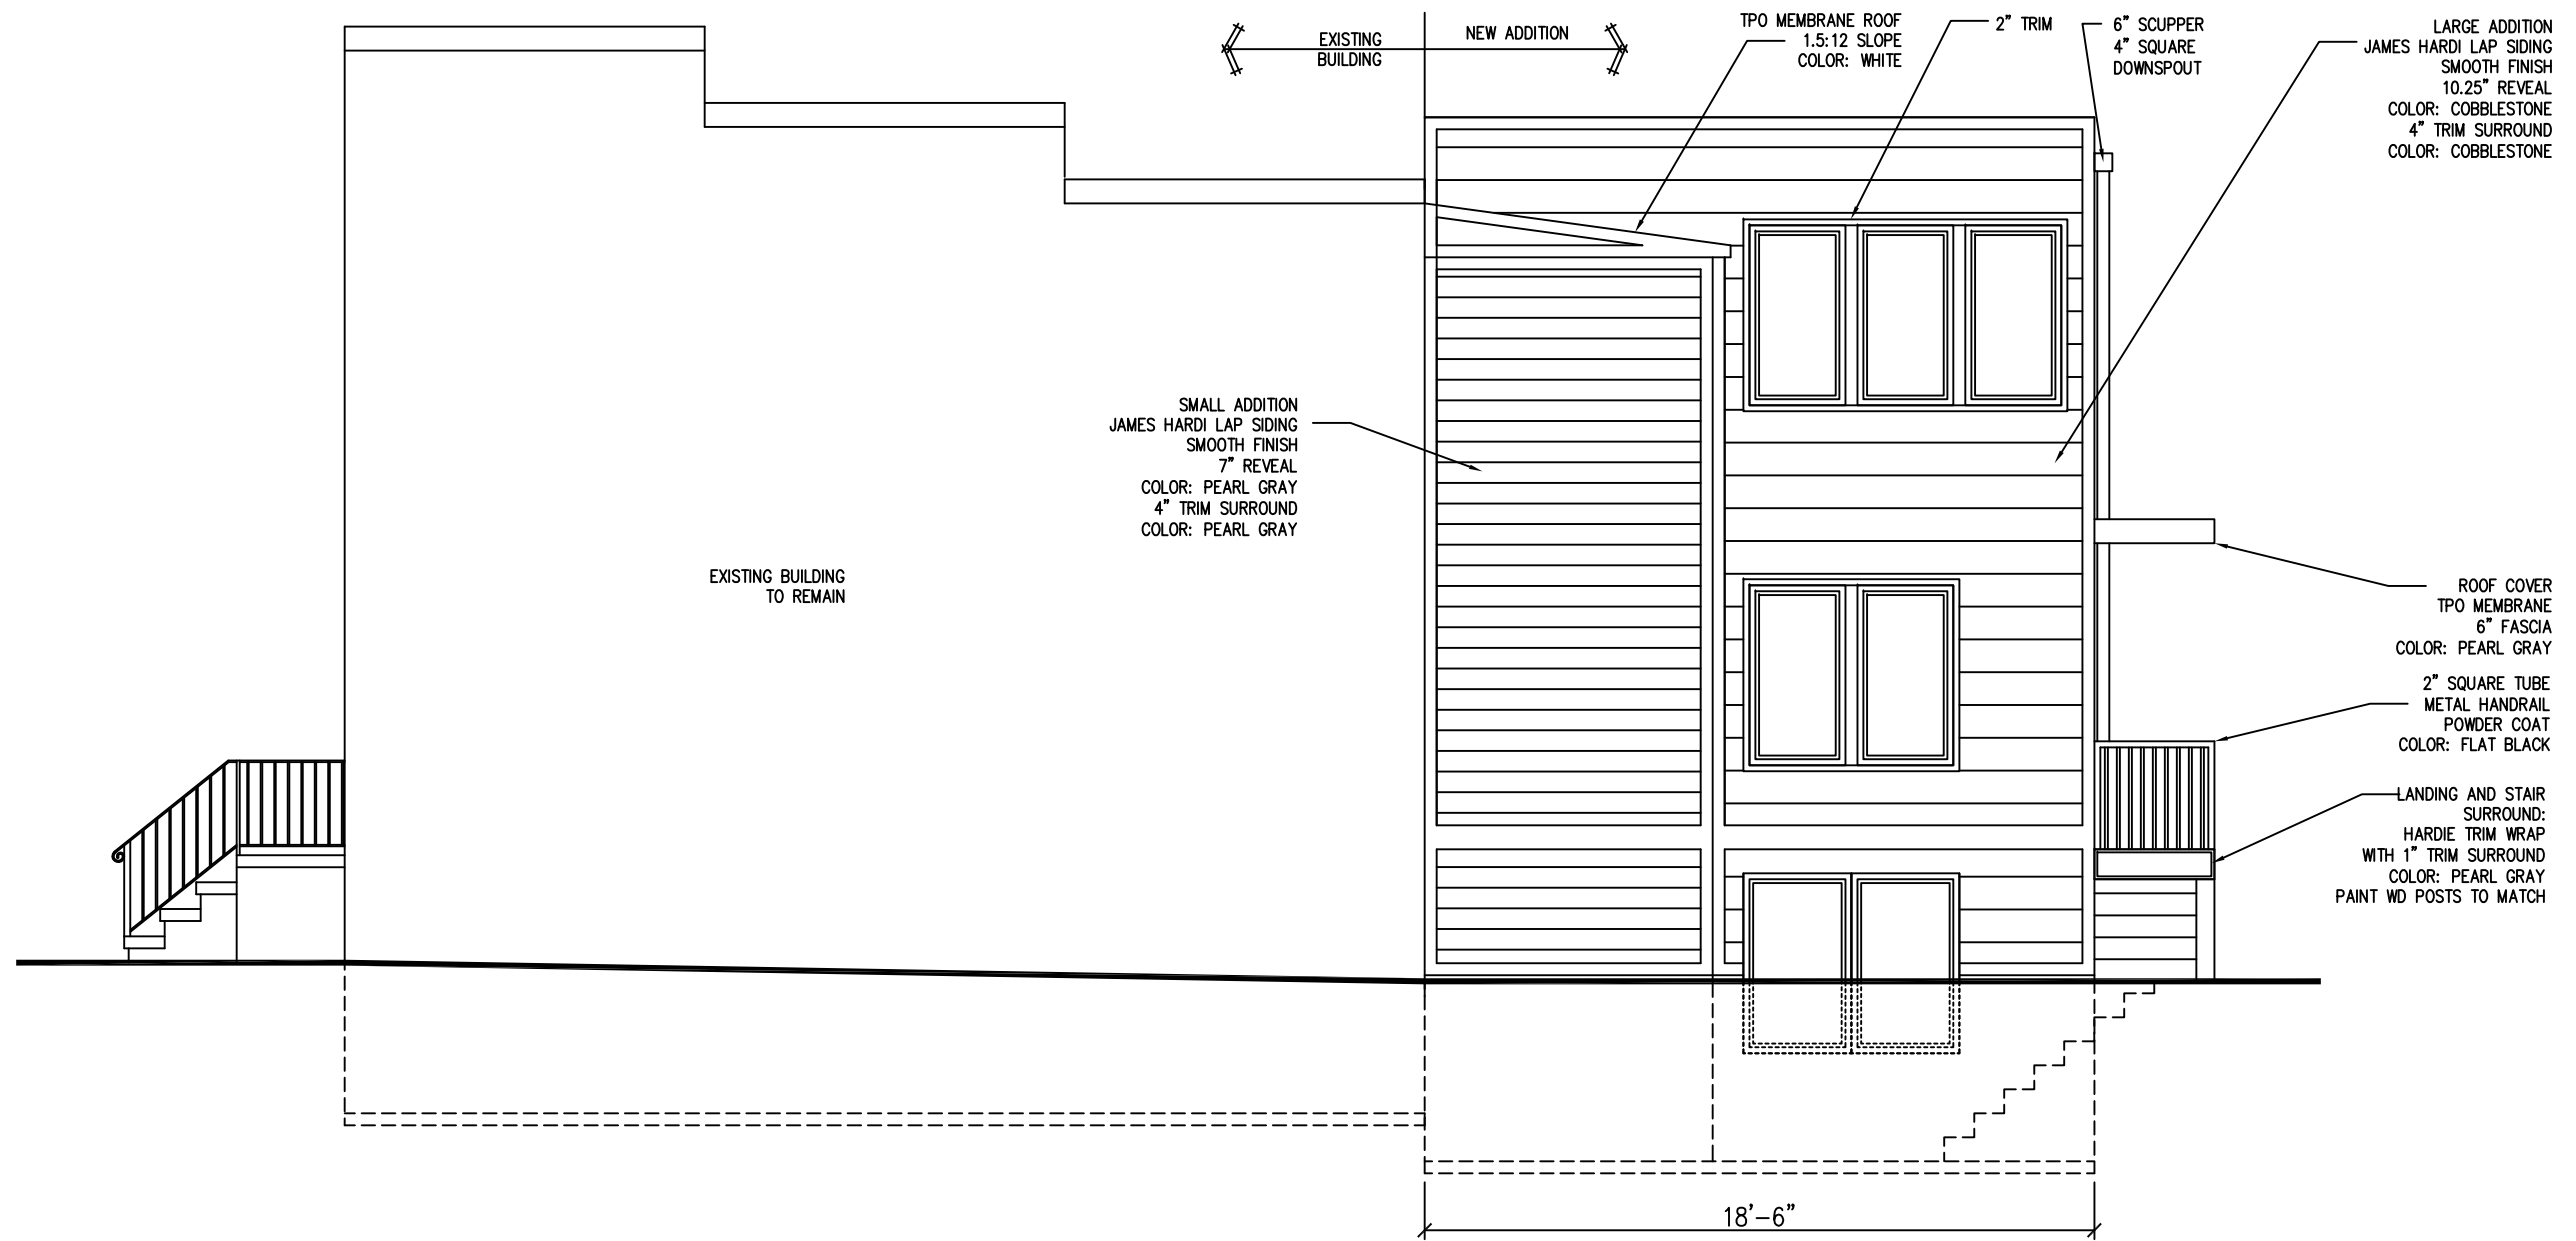 EXISTING
BUILDING
NEW ADDITION
TPO MEMBRANE ROOF
1.5:12 SLOPE
COLOR: WHITE
2" TRIM
6" SCUPPER
4" SQUARE
DOWNSPOUT
LARGE ADDITION
JAMES HARDI LAP SIDING
SMOOTH FINISH
10.25" REVEAL
COLOR: COBBLESTONE
4" TRIM SURROUND
COLOR: COBBLESTONE
SMALL ADDITION
JAMES HARDI LAP SIDING
SMOOTH FINISH
7" REVEAL
COLOR: PEARL GRAY
4" TRIM SURROUND
COLOR: PEARL GRAY
EXISTING BUILDING
TO REMAIN
ROOF COVER
TPO MEMBRANE
6" FASCIA
COLOR: PEARL GRAY
2" SQUARE TUBE
METAL HANDRAIL
POWDER COAT
COLOR: FLAT BLACK
LANDING AND STAIR
SURROUND:
HARDIE TRIM WRAP
WITH 1" TRIM SURROUND
COLOR: PEARL GRAY
PAINT WD POSTS TO MATCH
18'-6"